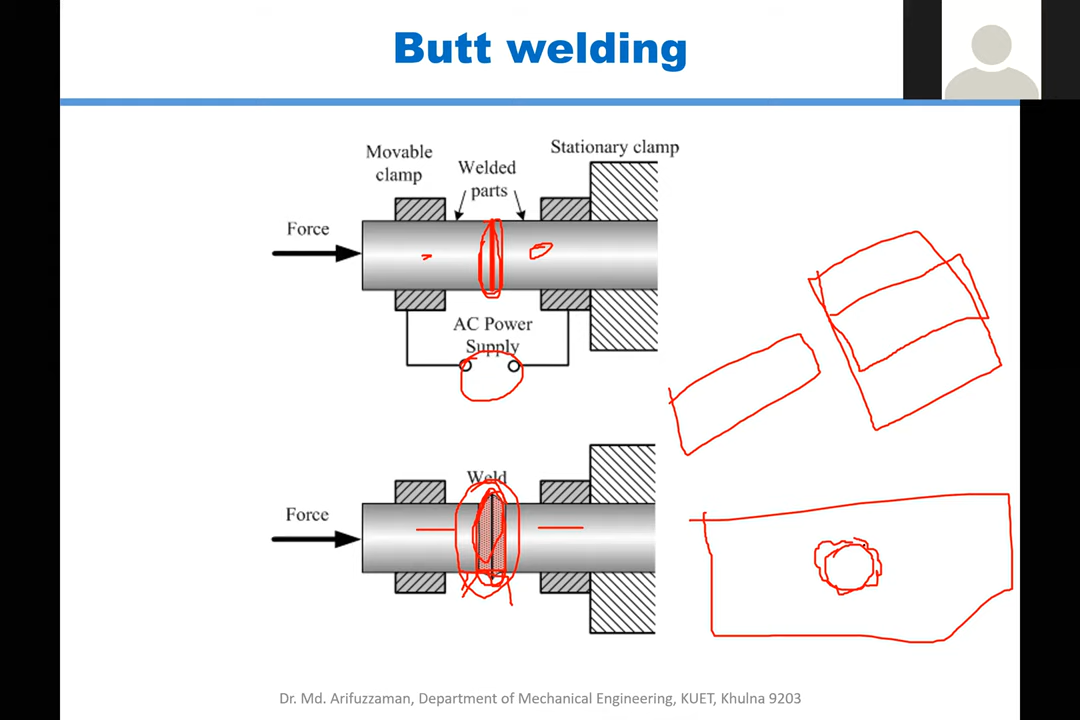 Butt welding
Movable
clamp
Welded
parts
Stationary clamp
Force
AC Power
Supply
Weld
Force
Dr. Md. Arifuzzaman, Department of Mechanical Engineering, KUET, Khulna 9203